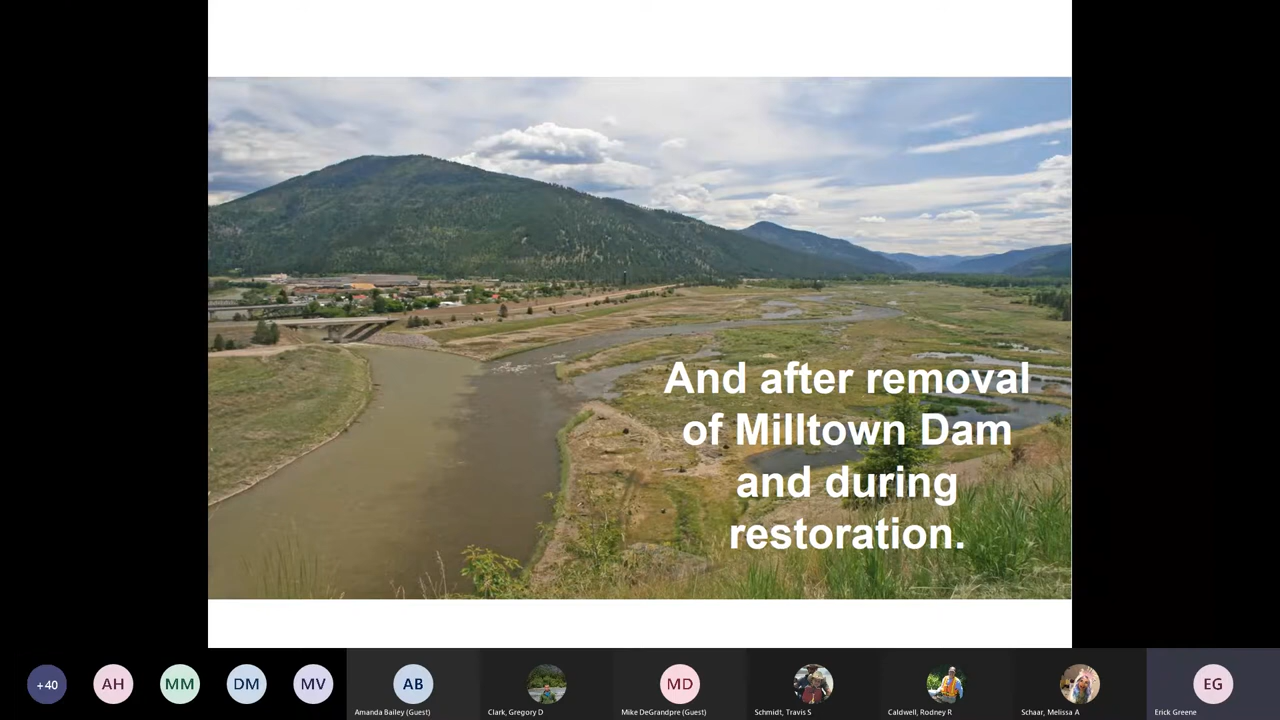 And after removal
of Milltown Dam
and during
restoration.
+40
AH
MM
DM
MV
AB
MD
EG
Amanda Bailey (Guest)
Clark, Gregory D
Mike DeGrandpre (Guest)
Schmidt, Travis S
Caldwell, Rodney R
Schaar, Melissa A
Erick Greene